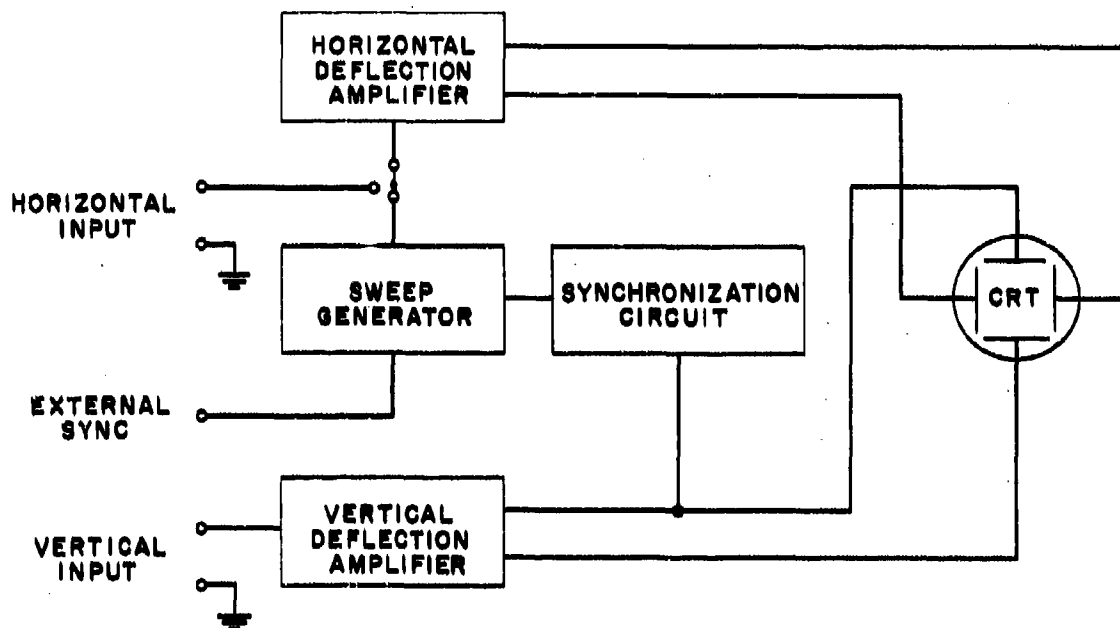 HORIZONTAL
DEFLECTION
AMPLIFIER
HORIZONTAL
INPUT
SWEEP
GENERATOR
SYNCHRONIZATION
CIRCUIT
CRT
EXTERNAL
SYNC
VERTICAL
DEFLECTION
AMPLIFIER
VERTICAL
INPUT